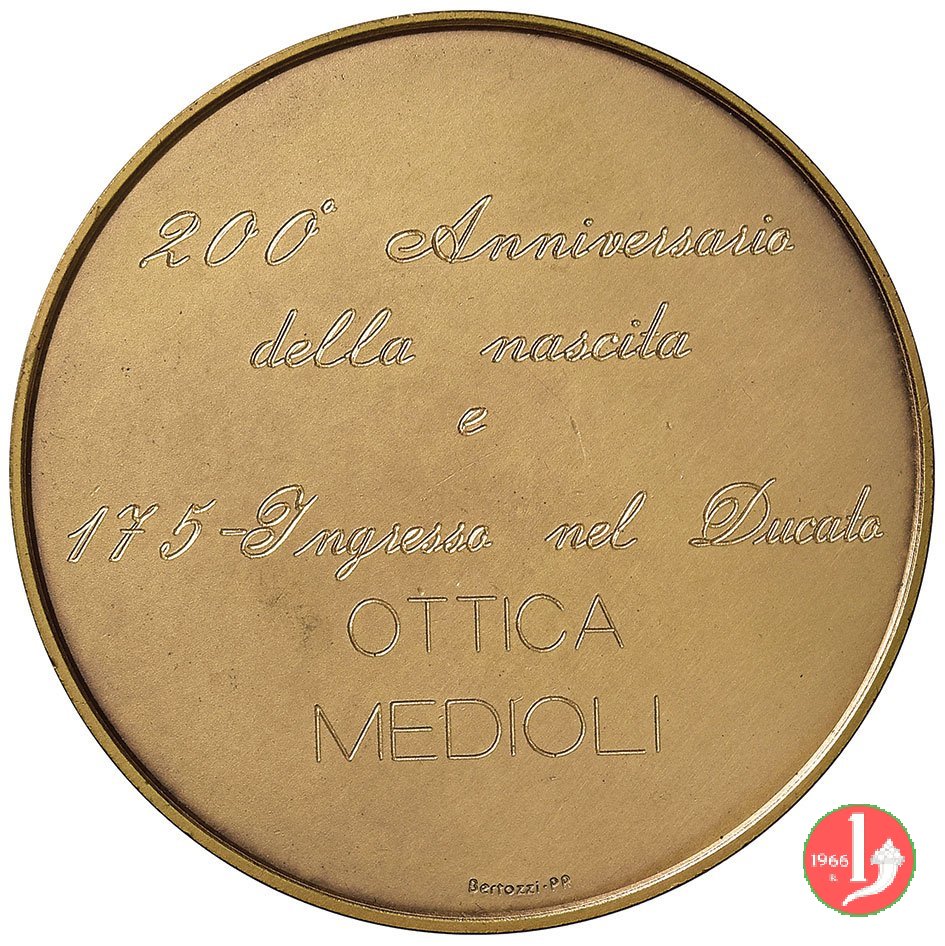 200° Anniversario
della nascita
e
175-Ingresso nel Ducato
OTTICA
MEDIOLI
Bertozzi·PR
1966
R.